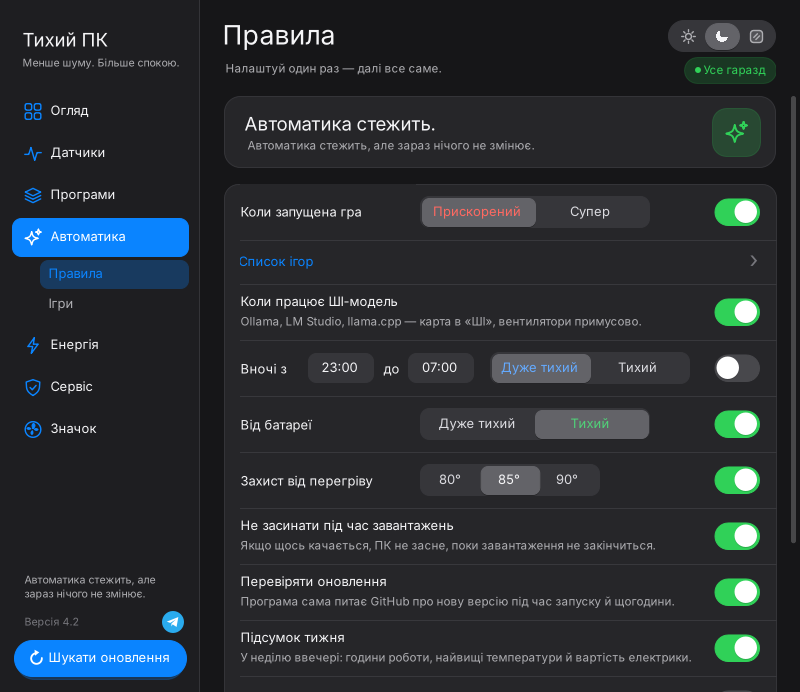 Тихий ПК
Менше шуму. Більше спокою.
Огляд
Датчики
Програми
Автоматика
Правила
Ігри
Енергія
Сервіс
Значок
Автоматика стежить, але
зараз нічого не змінює.
Версія 4.2
Шукати оновлення
Правила
Налаштуй один раз — далі все саме.
Усе гаразд
Автоматика стежить.
Автоматика стежить, але зараз нічого не змінює.
Коли запущена гра Прискорений Супер
Список ігор
Коли працює ШІ-модель
Ollama, LM Studio, llama.cpp — карта в «ШІ», вентилятори примусово.
Вночі з 23:00 до 07:00 Дуже тихий Тихий
Від батареї Дуже тихий Тихий
Захист від перегріву 80° 85° 90°
Не засинати під час завантажень
Якщо щось качається, ПК не засне, поки завантаження не закінчиться.
Перевіряти оновлення
Програма сама питає GitHub про нову версію під час запуску й щогодини.
Підсумок тижня
У неділю ввечері: години роботи, найвищі температури й вартість електрики.